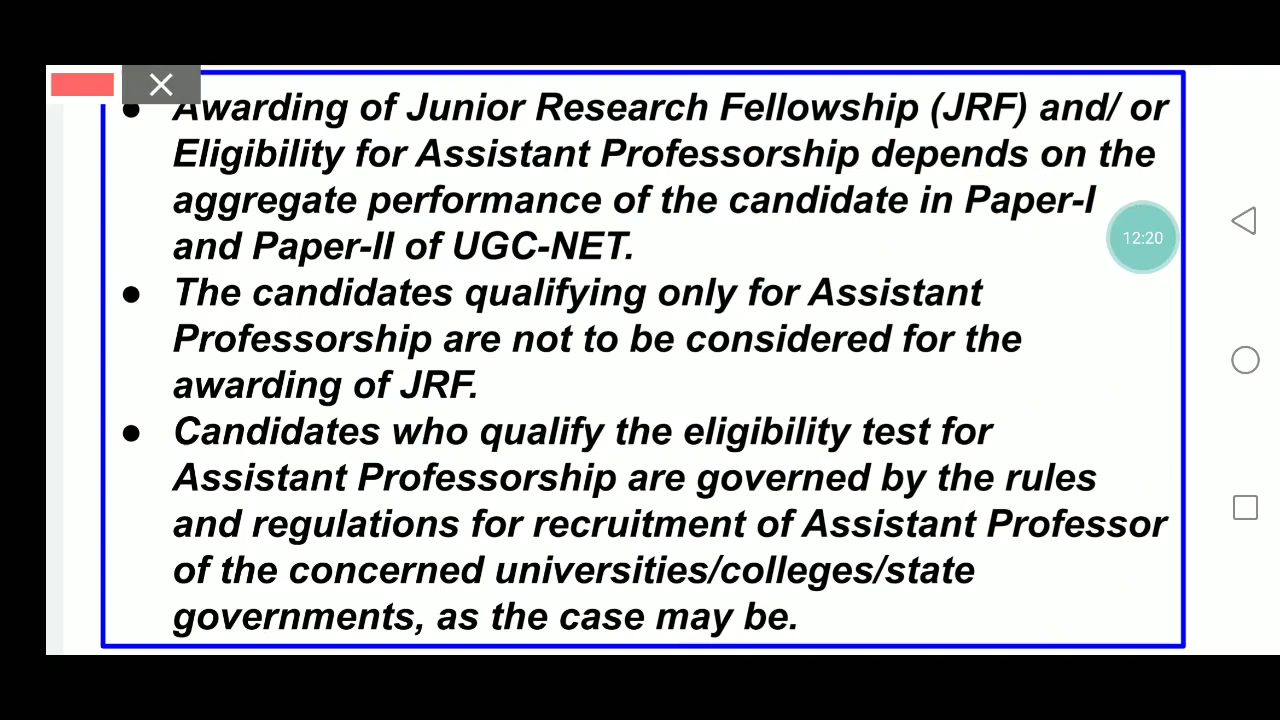 ● Awarding of Junior Research Fellowship (JRF) and/ or
Eligibility for Assistant Professorship depends on the
aggregate performance of the candidate in Paper-I
and Paper-II of UGC-NET.
12:20
● The candidates qualifying only for Assistant
Professorship are not to be considered for the
awarding of JRF.
● Candidates who qualify the eligibility test for
Assistant Professorship are governed by the rules
and regulations for recruitment of Assistant Professor
of the concerned universities/colleges/state
governments, as the case may be.